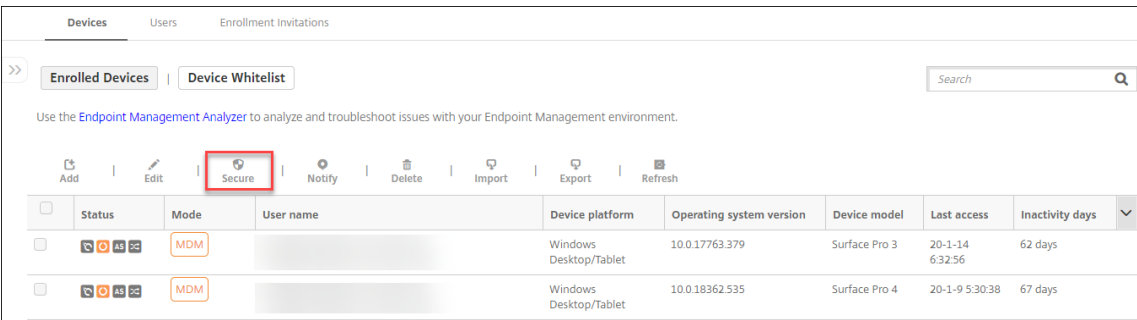 Devices Users Enrollment Invitations
Enrolled Devices | Device Whitelist Search
Use the Endpoint Management Analyzer to analyze and troubleshoot issues with your Endpoint Management environment.
Add | Edit | Secure | Notify | Delete | Import | Export | Refresh
Status Mode User name Device platform Operating system version Device model Last access Inactivity days
AS MDM Windows 10.0.17763.379 Surface Pro 3 20-1-14 62 days
Desktop/Tablet 6:32:56
AS MDM Windows 10.0.18362.535 Surface Pro 4 20-1-9 5:30:38 67 days
Desktop/Tablet